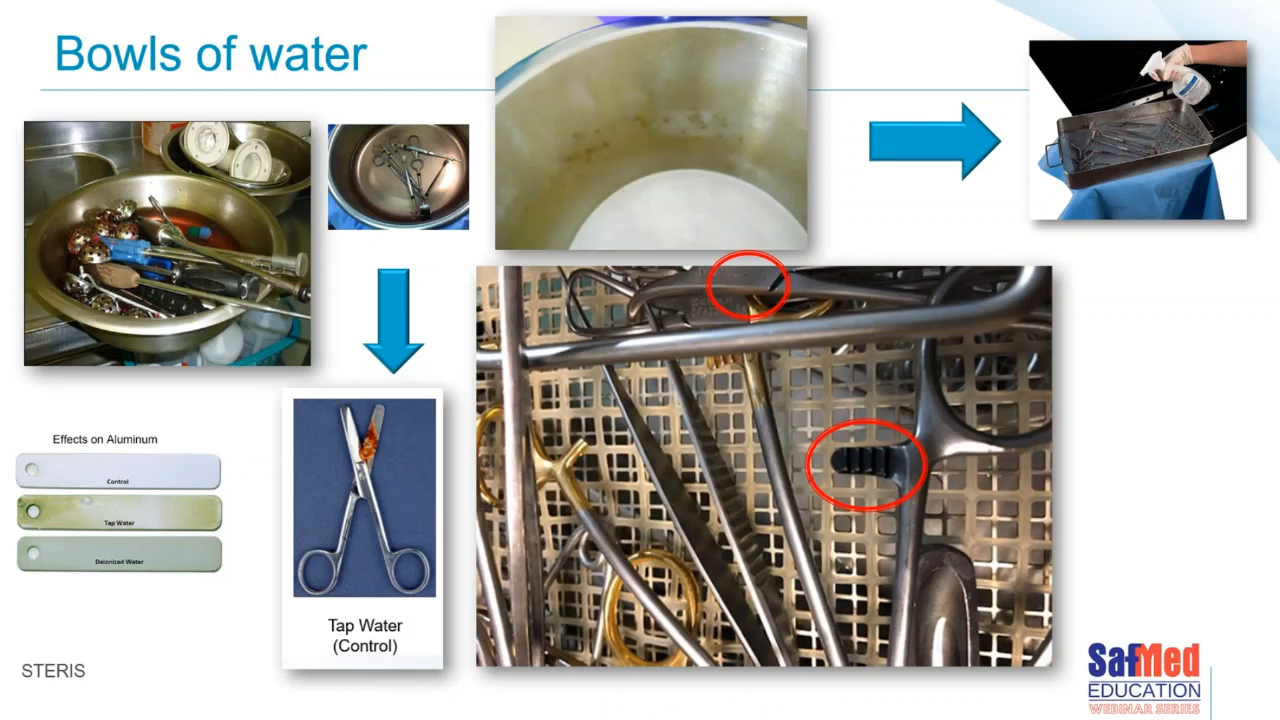 Bowls of water
Effects on Aluminum
Control
Tap Water
Deionized Water
Tap Water
(Control)
STERIS
SafMed
EDUCATION
WEBINAR SERIES